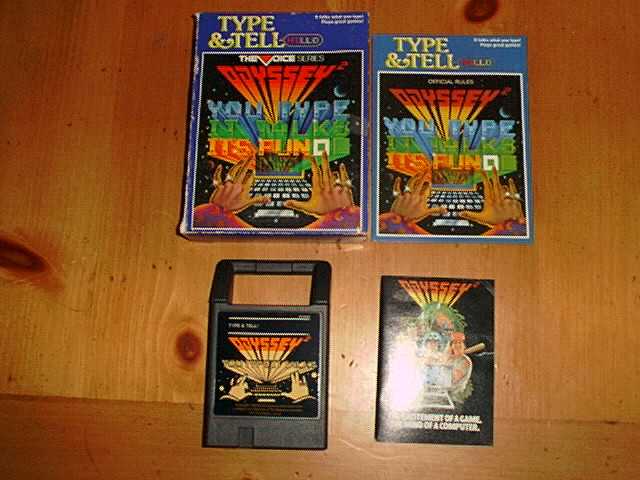 TYPE
& TELL
HELLO
It talks what you type!
Plays great games!
THE VOICE SERIES
ODYSSEY²
YOU TYPE
IT TALKS
IT'S FUN
TYPE
& TELL
HELLO
It talks what you type!
Plays great games!
OFFICIAL RULES
ODYSSEY²
YOU TYPE
IT TALKS
IT'S FUN
TYPE & TELL!
ODYSSEY²
ODYSSEY²
EXCITEMENT OF A GAME.
MIND OF A COMPUTER.